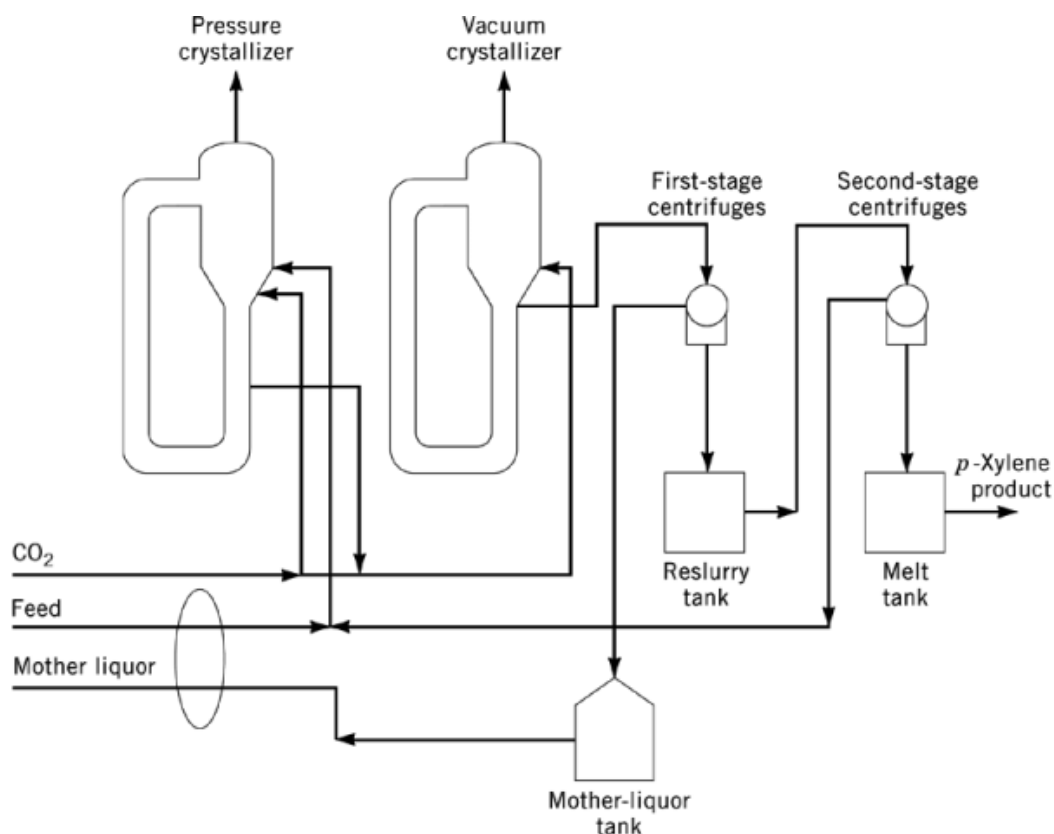 Pressure
crystallizer
Vacuum
crystallizer
First-stage
centrifuges
Second-stage
centrifuges
p-Xylene
product
CO₂
Reslurry
tank
Melt
tank
Feed
Mother liquor
Mother-liquor
tank